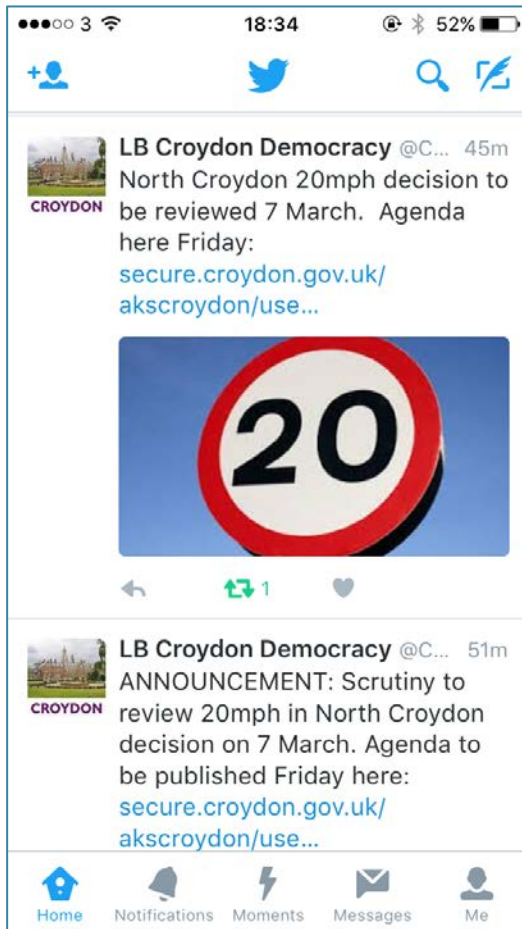 3 18:34 52%
LB Croydon Democracy @C... 45m
North Croydon 20mph decision to
be reviewed 7 March. Agenda
here Friday:
secure.croydon.gov.uk/
akscroydon/use...
CROYDON
20
1
LB Croydon Democracy @C... 51m
ANNOUNCEMENT: Scrutiny to
review 20mph in North Croydon
decision on 7 March. Agenda to
be published Friday here:
secure.croydon.gov.uk/
akscroydon/use...
CROYDON
Home Notifications Moments Messages Me